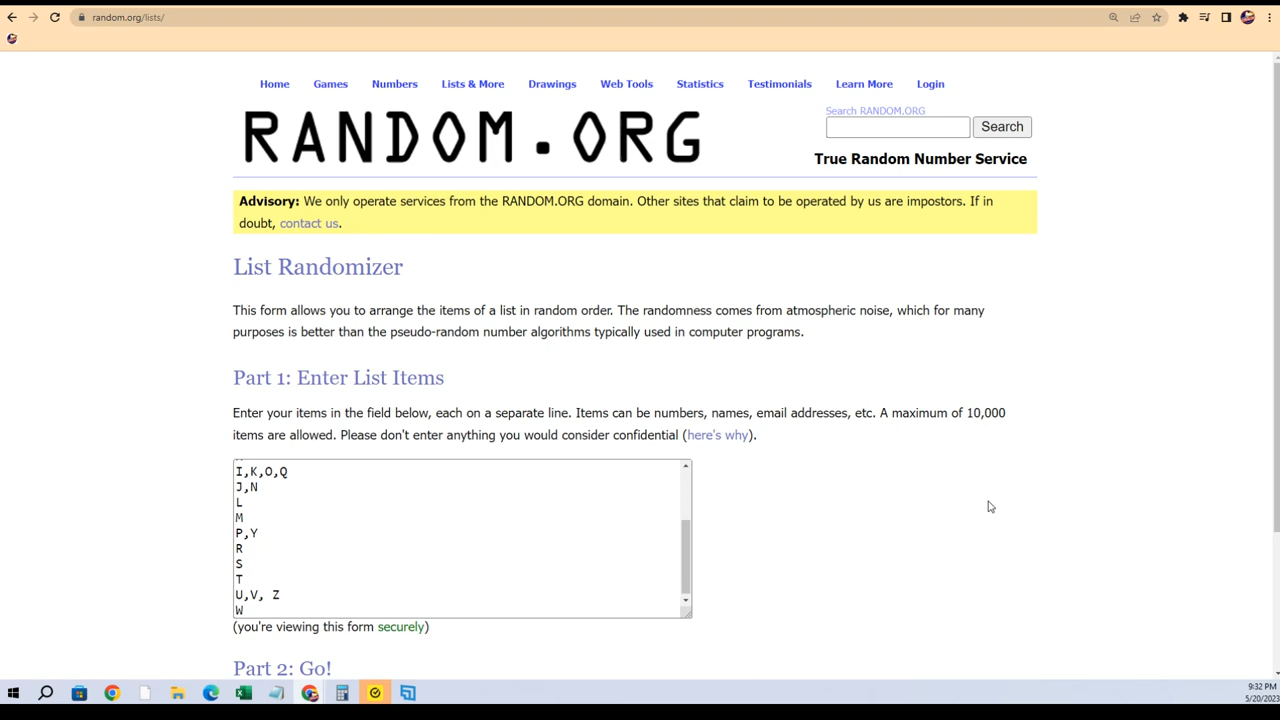 random.org/lists/
Home Games Numbers Lists & More Drawings Web Tools Statistics Testimonials Learn More Login
RANDOM.ORG
Search RANDOM.ORG
Search
True Random Number Service
Advisory: We only operate services from the RANDOM.ORG domain. Other sites that claim to be operated by us are impostors. If in
doubt, contact us.
List Randomizer
This form allows you to arrange the items of a list in random order. The randomness comes from atmospheric noise, which for many
purposes is better than the pseudo-random number algorithms typically used in computer programs.
Part 1: Enter List Items
Enter your items in the field below, each on a separate line. Items can be numbers, names, email addresses, etc. A maximum of 10,000
items are allowed. Please don't enter anything you would consider confidential (here's why).
I,K,O,Q
J,N
L
M
P,Y
R
S
T
U,V, Z
W
(you're viewing this form securely)
Part 2: Go!
9:32 PM
5/20/2023